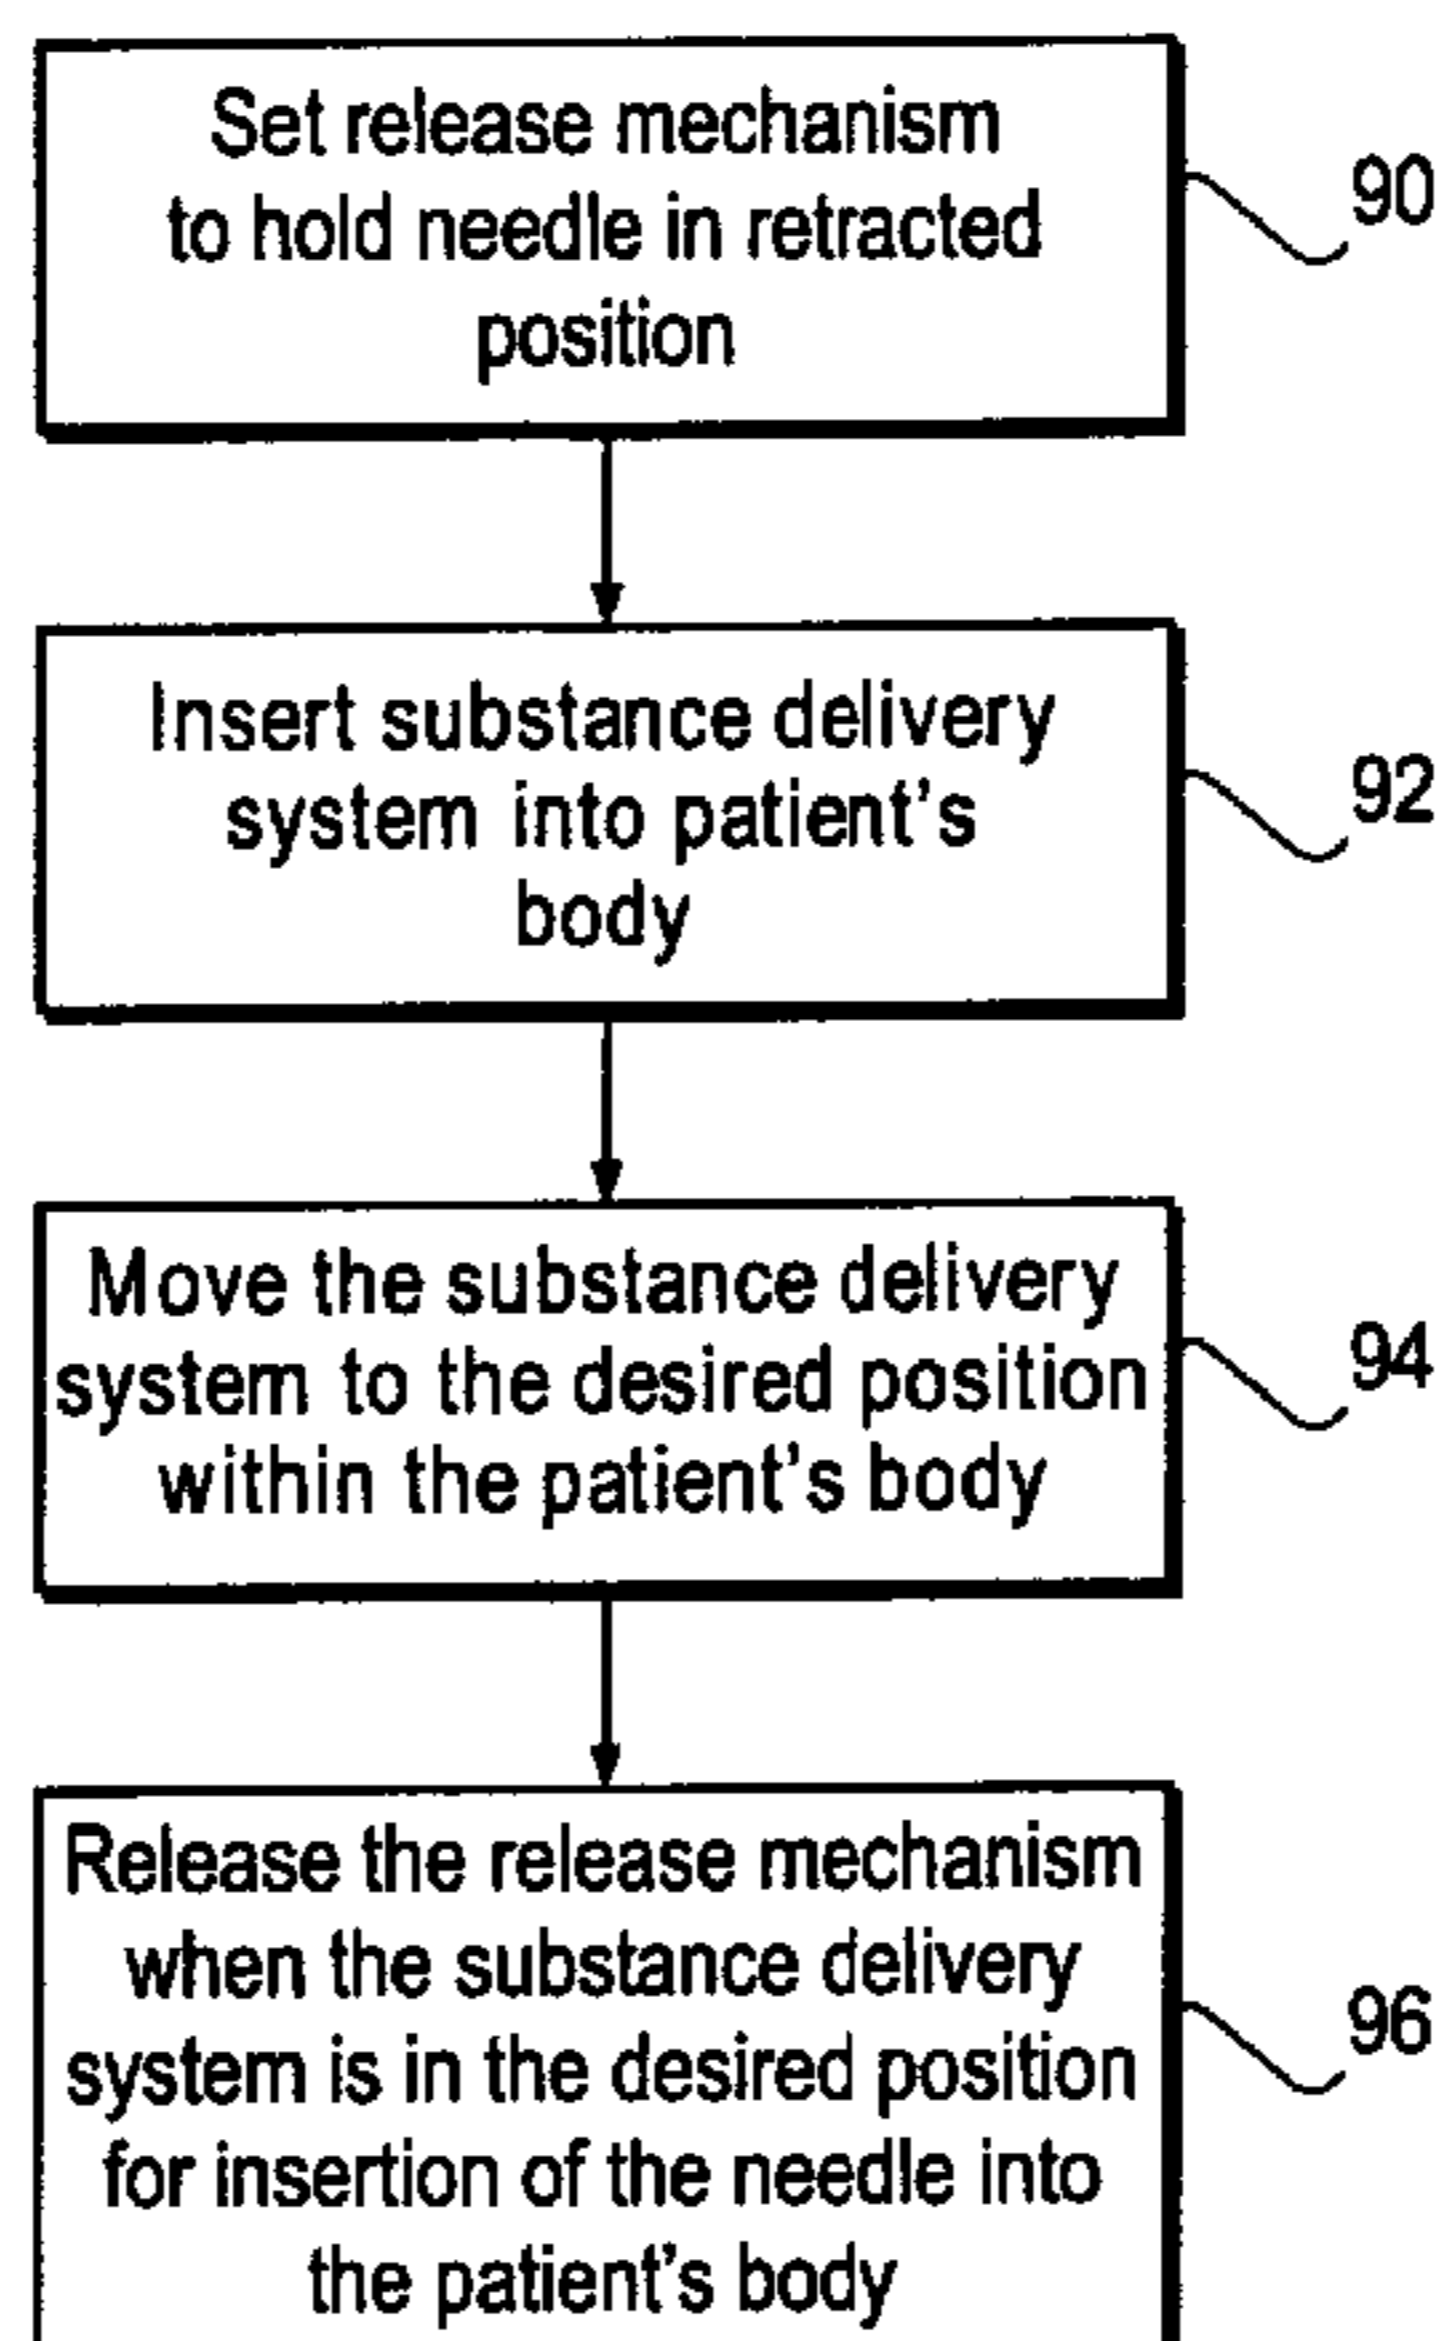 Set release mechanism
to hold needle in retracted
position
90
Insert substance delivery
system into patient's
body
92
Move the substance delivery
system to the desired position
within the patient's body
94
Release the release mechanism
when the substance delivery
system is in the desired position
for insertion of the needle into
the patient's body
96